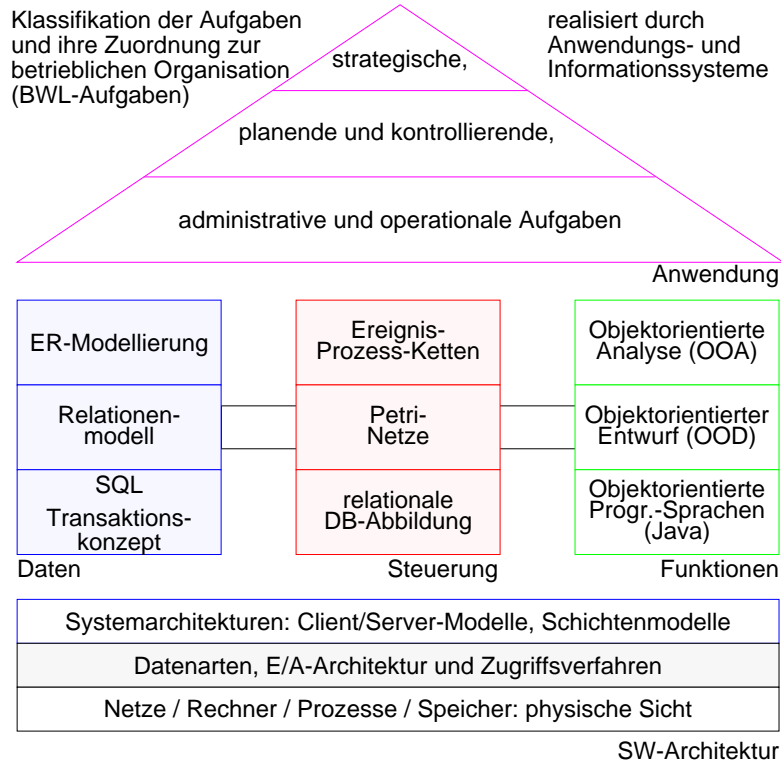 Klassifikation der Aufgaben
und ihre Zuordnung zur
betrieblichen Organisation
(BWL-Aufgaben)
realisiert durch
Anwendungs- und
Informationssysteme
strategische,
planende und kontrollierende,
administrative und operationale Aufgaben
Anwendung
ER-Modellierung
Relationen-
modell
SQL
Transaktions-
konzept
Daten
Ereignis-
Prozess-Ketten
Petri-
Netze
relationale
DB-Abbildung
Steuerung
Objektorientierte
Analyse (OOA)
Objektorientierter
Entwurf (OOD)
Objektorientierte
Progr.-Sprachen
(Java)
Funktionen
Systemarchitekturen: Client/Server-Modelle, Schichtenmodelle
Datenarten, E/A-Architektur und Zugriffsverfahren
Netze / Rechner / Prozesse / Speicher: physische Sicht
SW-Architektur